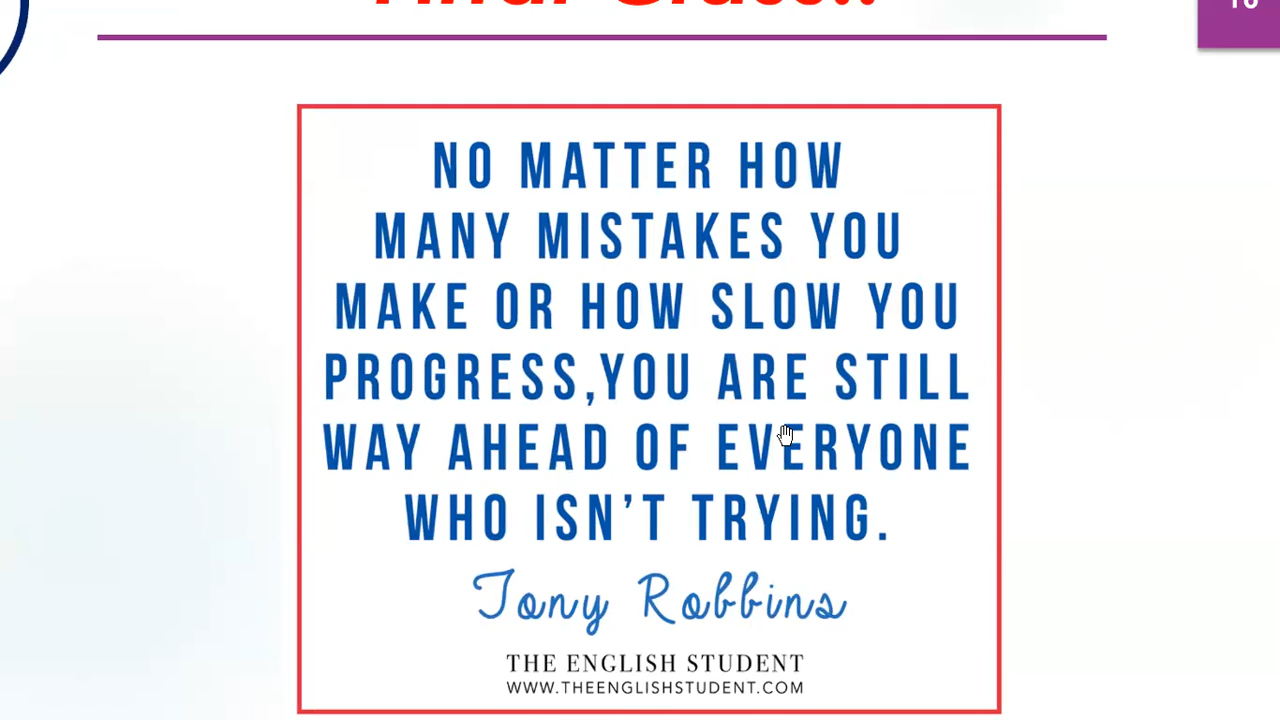 NO MATTER HOW
MANY MISTAKES YOU
MAKE OR HOW SLOW YOU
PROGRESS,YOU ARE STILL
WAY AHEAD OF EVERYONE
WHO ISN'T TRYING.
Tony Robbins
THE ENGLISH STUDENT
WWW.THEENGLISHSTUDENT.COM